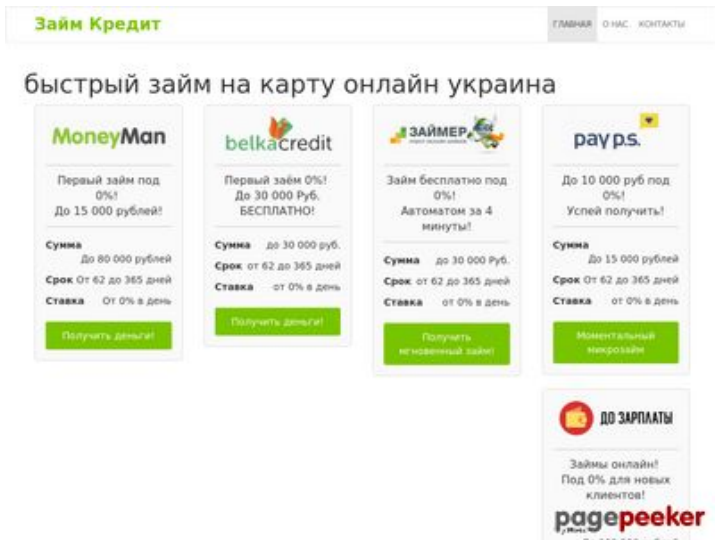 Займ Кредит
ГЛАВНАЯ О НАС КОНТАКТЫ
быстрый займ на карту онлайн украина
MoneyMan
Первый займ под
0%!
До 15 000 рублей!
Сумма
До 80 000 рублей
Срок От 62 до 365 дней
Ставка От 0% в день
Получить деньги!
belkacredit
Первый заём 0%!
До 30 000 Руб.
БЕСПЛАТНО!
Сумма до 30 000 руб.
Срок от 62 до 365 дней
Ставка от 0% в день
Получить деньги!
ЗАЙМЕР
Займ бесплатно под
0%!
Автоматом за 4
минуты!
Сумма до 30 000 Руб.
Срок от 62 до 365 дней
Ставка от 0% в день
Получить
мгновенный займ!
pay p.s.
До 10 000 руб под
0%!
Успей получить!
Сумма
До 15 000 рублей
Срок От 62 до 365 дней
Ставка от 0% в день
Моментальный
микрозайм
ДО ЗАРПЛАТЫ
Займы онлайн!
Под 0% для новых
клиентов!
pagepeeker